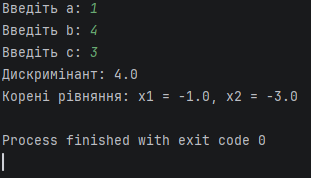 Введіть a: 1
Введіть b: 4
Введіть c: 3
Дискримінант: 4.0
Корені рівняння: x1 = -1.0, x2 = -3.0
Process finished with exit code 0